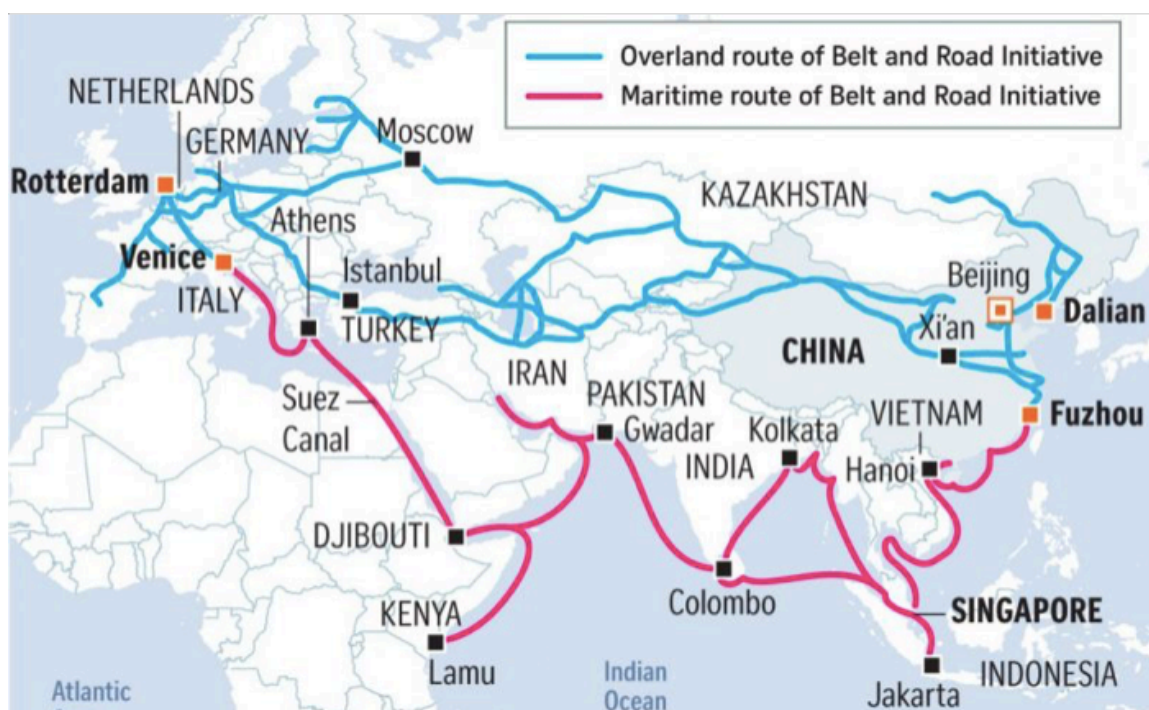 Overland route of Belt and Road Initiative
Maritime route of Belt and Road Initiative
NETHERLANDS
GERMANY
Moscow
Rotterdam
KAZAKHSTAN
Athens
Venice
Istanbul
Beijing
ITALY
TURKEY
Xi'an
Dalian
CHINA
IRAN
PAKISTAN
Suez
Canal
Gwadar
Kolkata
VIETNAM
Fuzhou
INDIA
Hanoi
DJIBOUTI
Colombo
SINGAPORE
KENYA
Lamu
Indian
Ocean
INDONESIA
Jakarta
Atlantic